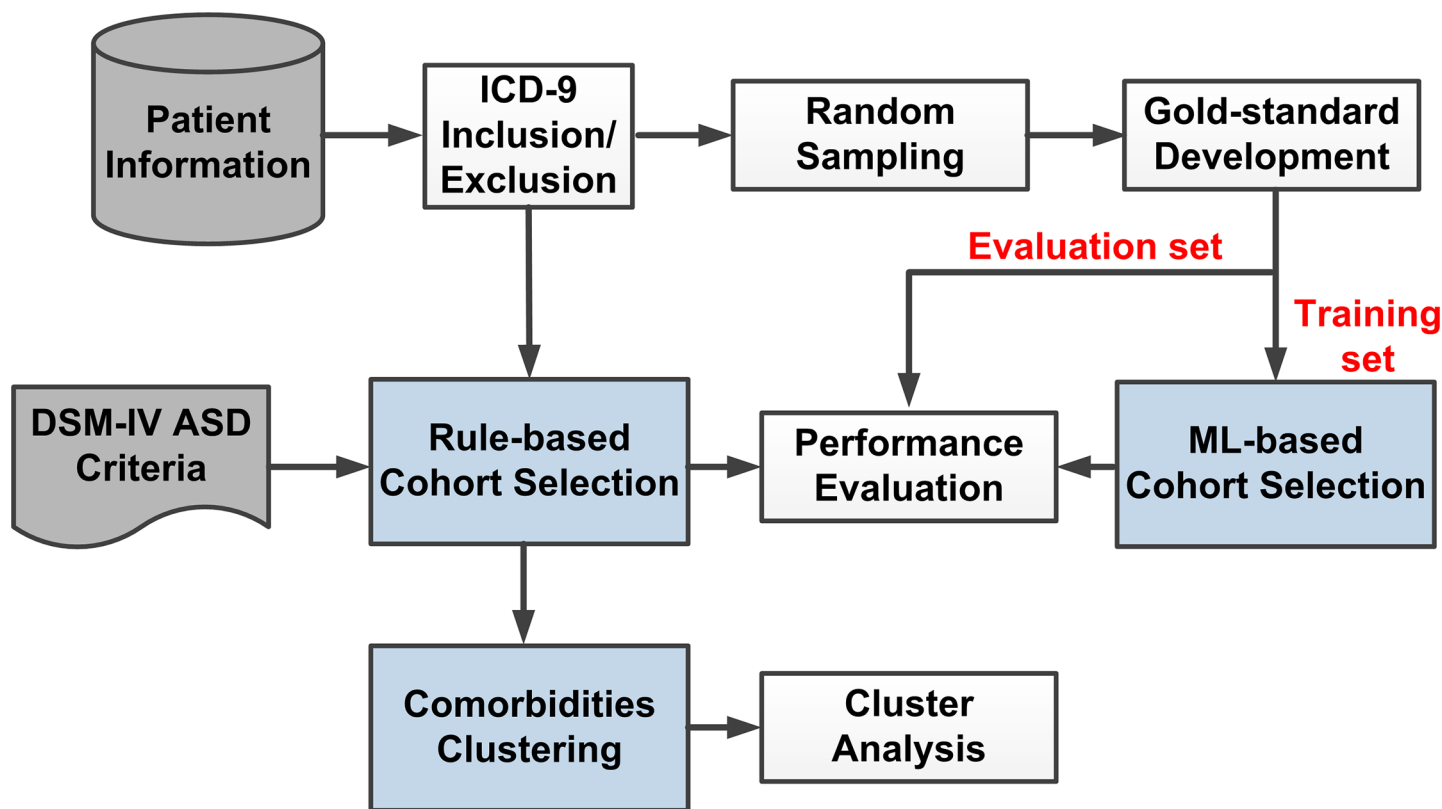 Patient
Information
ICD-9
Inclusion/
Exclusion
Random
Sampling
Gold-standard
Development
Evaluation set
Training
set
DSM-IV ASD
Criteria
Rule-based
Cohort Selection
Performance
Evaluation
ML-based
Cohort Selection
Comorbidities
Clustering
Cluster
Analysis